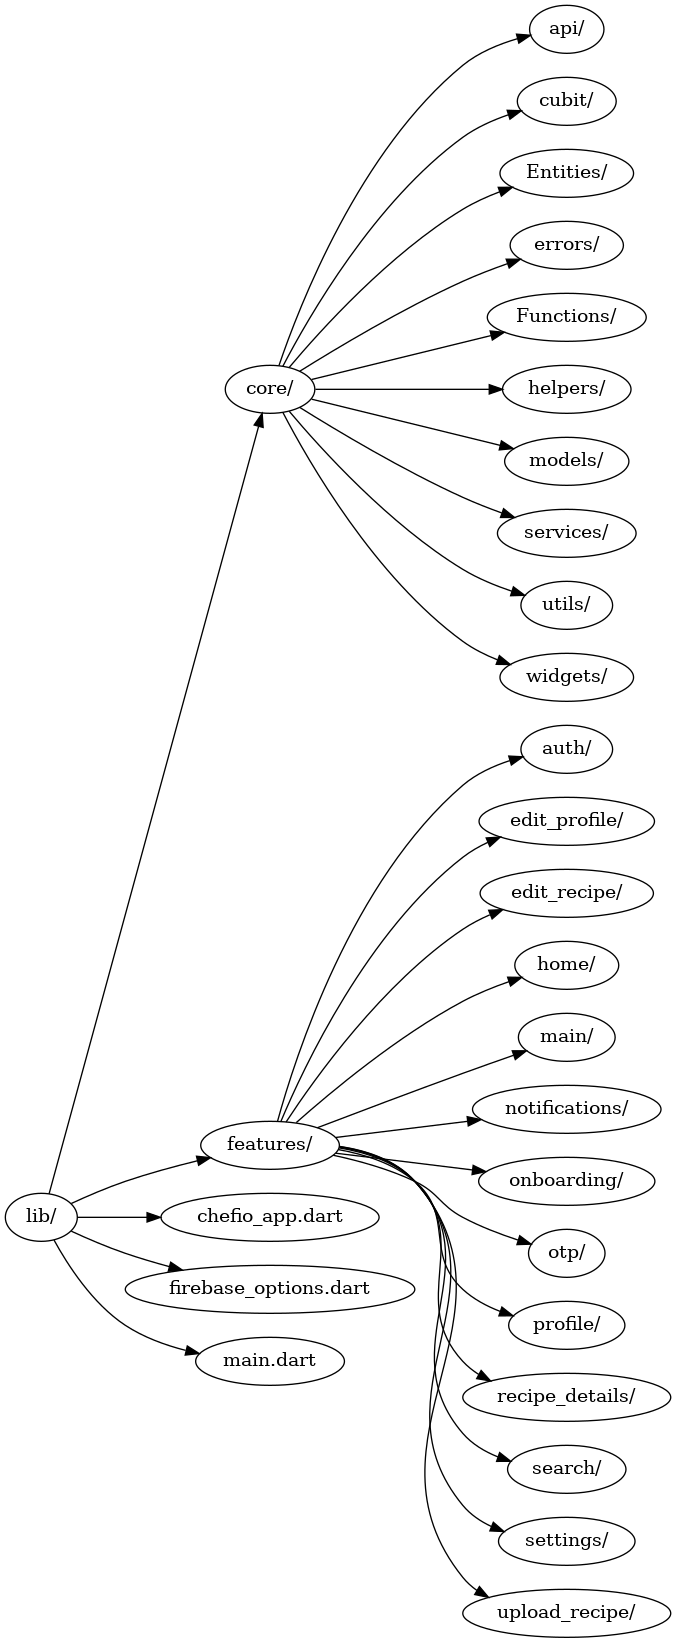 api/
cubit/
Entities/
errors/
Functions/
core/
helpers/
models/
services/
utils/
widgets/
auth/
edit_profile/
edit_recipe/
home/
main/
notifications/
features/
onboarding/
lib/
chefio_app.dart
otp/
firebase_options.dart
profile/
main.dart
recipe_details/
search/
settings/
upload_recipe/